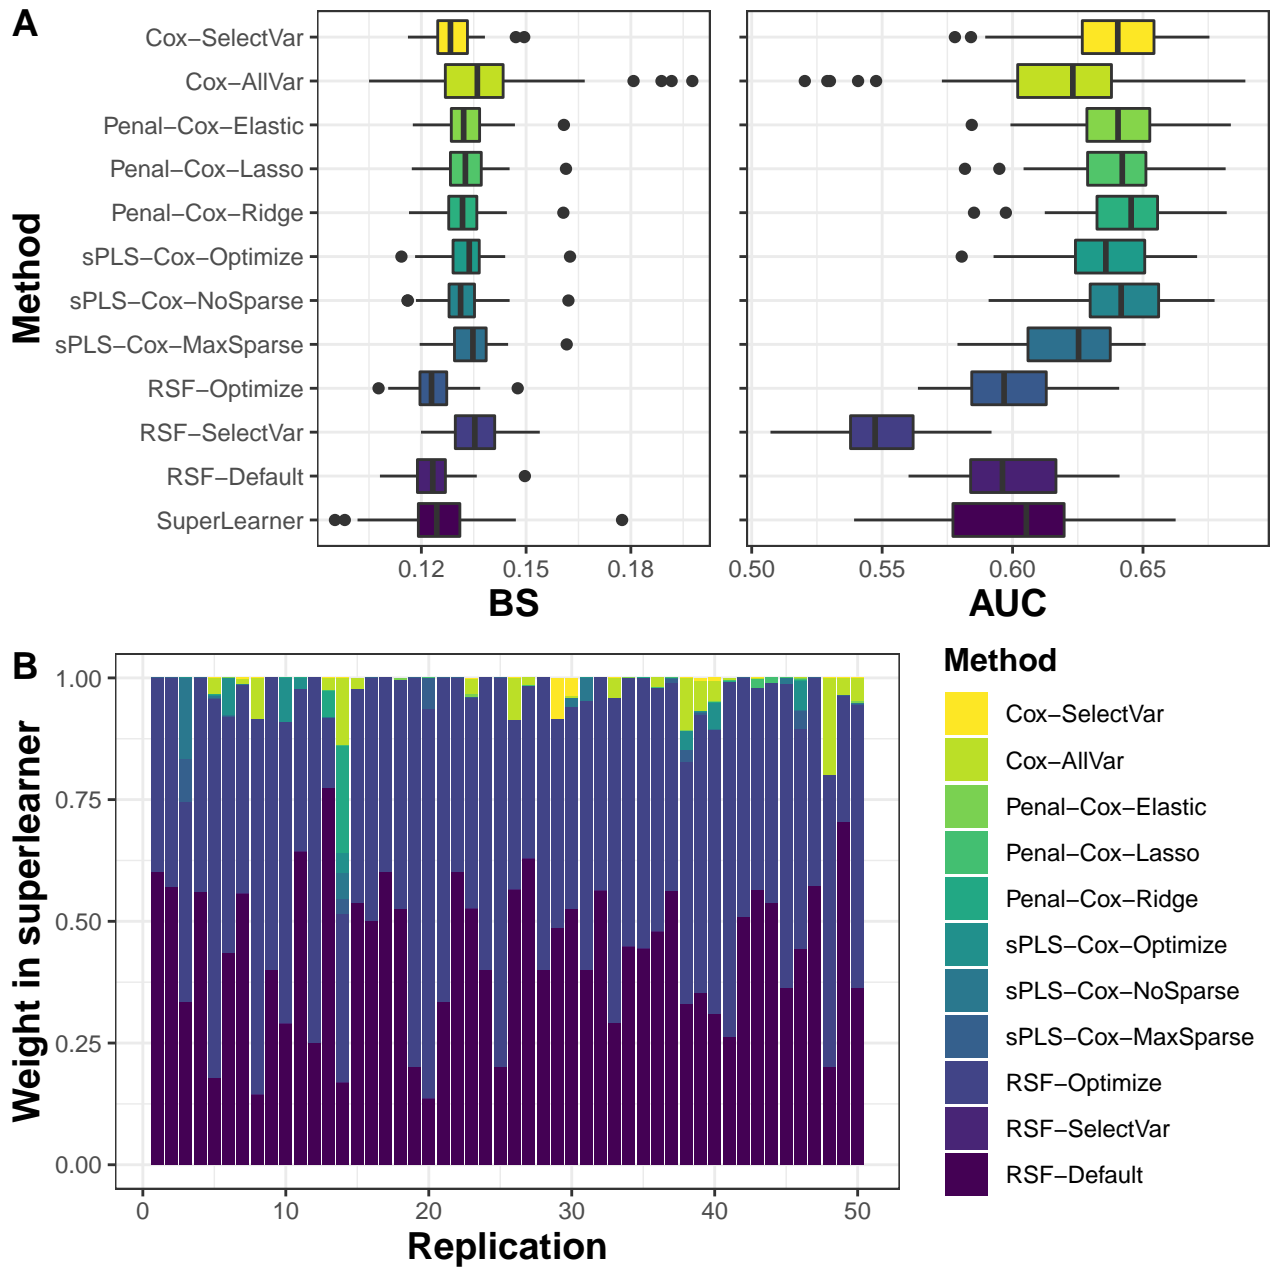 A
Method
Cox−SelectVar
Cox−AllVar
Penal−Cox−Elastic
Penal−Cox−Lasso
Penal−Cox−Ridge
sPLS−Cox−Optimize
sPLS−Cox−NoSparse
sPLS−Cox−MaxSparse
RSF−Optimize
RSF−SelectVar
RSF−Default
SuperLearner
0.12 0.15 0.18
BS
0.50 0.55 0.60 0.65
AUC
B
Weight in superlearner
1.00
0.75
0.50
0.25
0.00
0 10 20 30 40 50
Replication
Method
Cox−SelectVar
Cox−AllVar
Penal−Cox−Elastic
Penal−Cox−Lasso
Penal−Cox−Ridge
sPLS−Cox−Optimize
sPLS−Cox−NoSparse
sPLS−Cox−MaxSparse
RSF−Optimize
RSF−SelectVar
RSF−Default